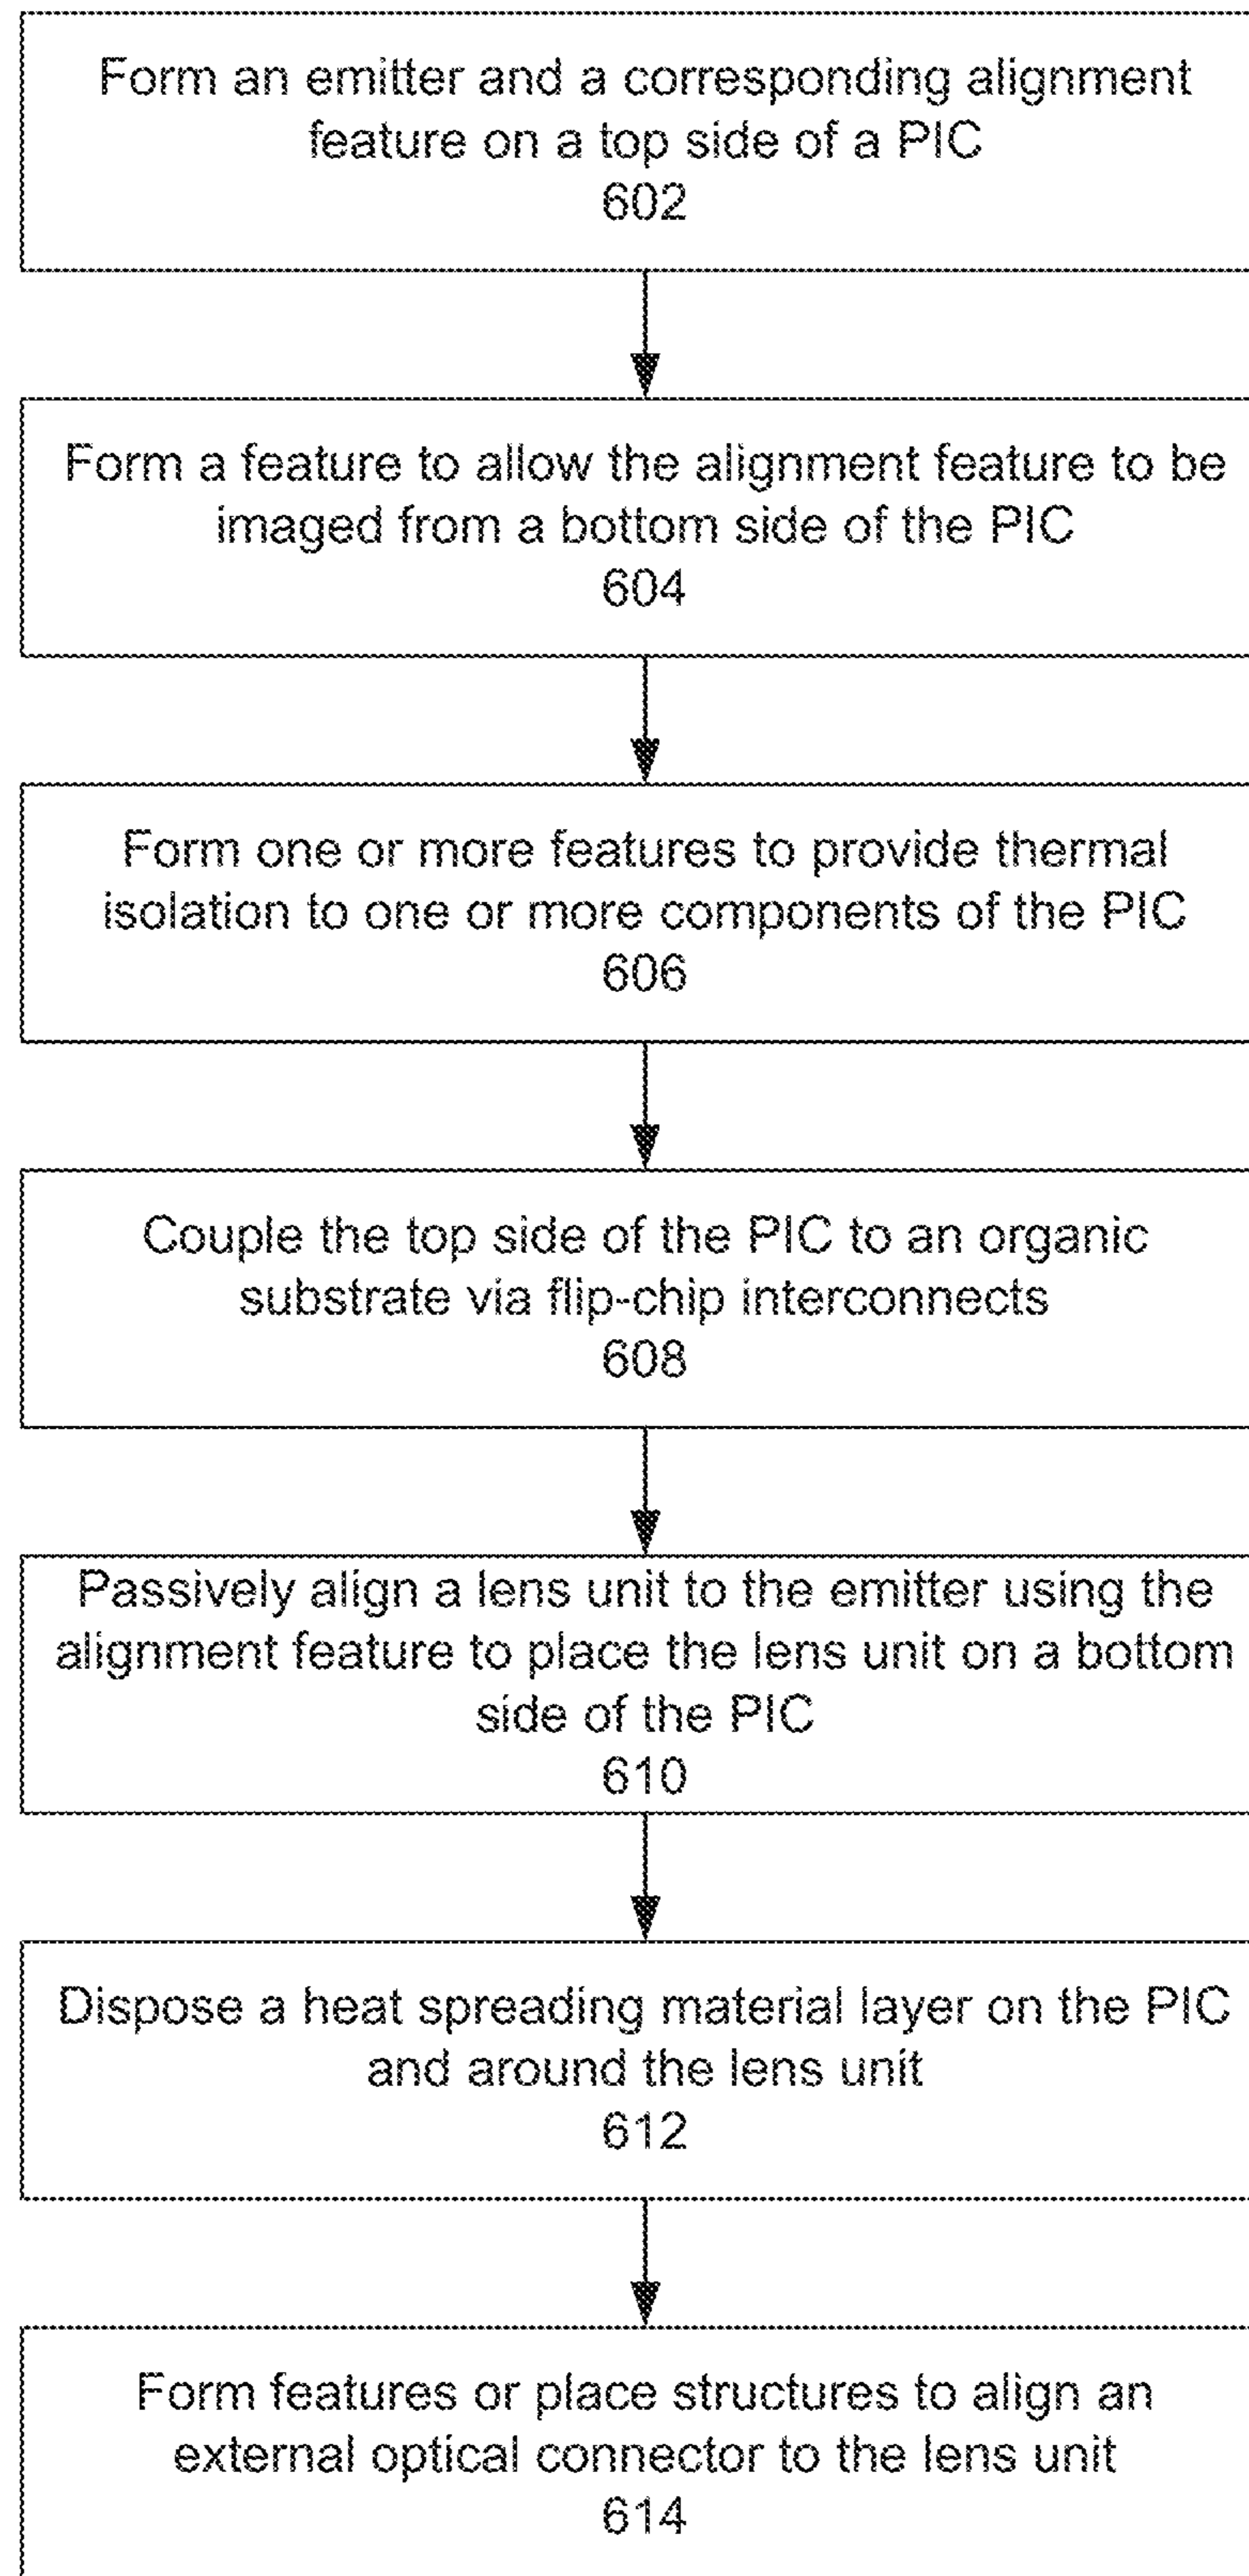 Form an emitter and a corresponding alignment
feature on a top side of a PIC
602
Form a feature to allow the alignment feature to be
imaged from a bottom side of the PIC
604
Form one or more features to provide thermal
isolation to one or more components of the PIC
606
Couple the top side of the PIC to an organic
substrate via flip-chip interconnects
608
Passively align a lens unit to the emitter using the
alignment feature to place the lens unit on a bottom
side of the PIC
610
Dispose a heat spreading material layer on the PIC
and around the lens unit
612
Form features or place structures to align an
external optical connector to the lens unit
614